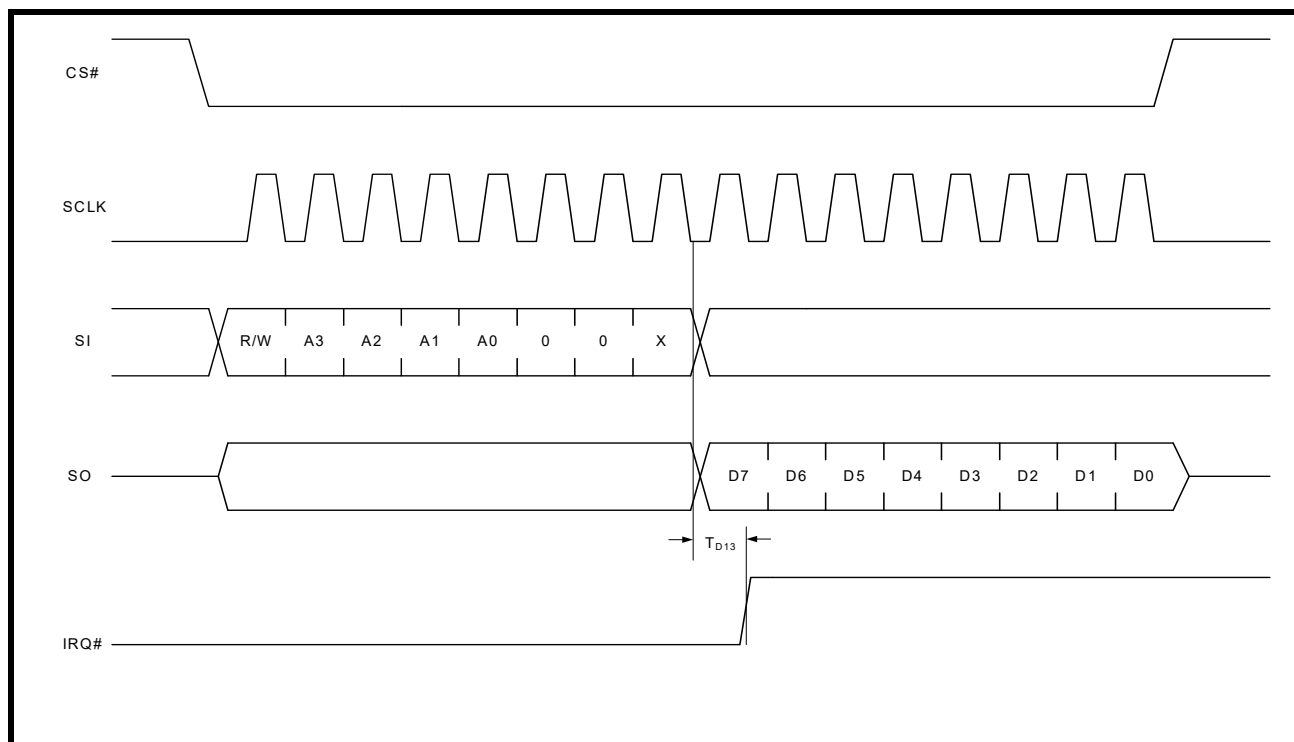 CS#
SCLK
SI R/W A3 A2 A1 A0 0 0 X
SO D7 D6 D5 D4 D3 D2 D1 D0
TD13
IRQ#